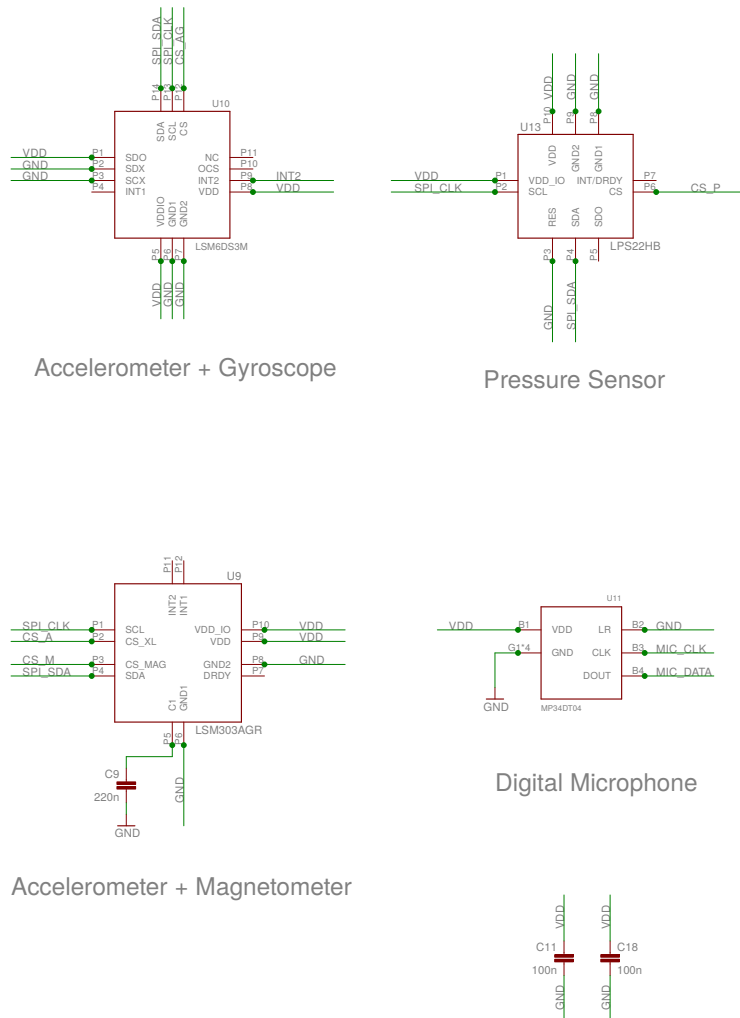 SPI_SDA
SPI_CLK
CS_AG
P14
P13
P12
U10
SDA
SCL
CS
VDD P1 SDO
GND P2 SDX
GND P3 SCX
P4 INT1
NC P11
OCS P10
INT2 P9 INT2
VDD P8 VDD
VDDIO
GND1
GND2
LSM6DS3M
P5
P6
P7
VDD
GND
GND
Accelerometer + Gyroscope
VDD
GND
GND
P10
P9
P8
U13
VDD
GND2
GND1
VDD P1 VDD_IO
SPI_CLK P2 SCL
INT/DRDY P7
CS P6 CS_P
RES
SDA
SDO
LPS22HB
P3
P4
P5
GND
SPI_SDA
Pressure Sensor
P11
P12
U9
INT2
INT1
SPI_CLK P1 SCL
CS_A P2 CS_XL
CS_M P3 CS_MAG
SPI_SDA P4 SDA
VDD_IO P10 VDD
VDD P9 VDD
GND2 P8 GND
DRDY P7
C1
GND1
LSM303AGR
P5
P6
C9
220n
GND
GND
Accelerometer + Magnetometer
U11
VDD B1 VDD
G1*4 GND
LR B2 GND
CLK B3 MIC_CLK
DOUT B4 MIC_DATA
GND
MP34DT04
Digital Microphone
VDD
VDD
C11
100n
C18
100n
GND
GND